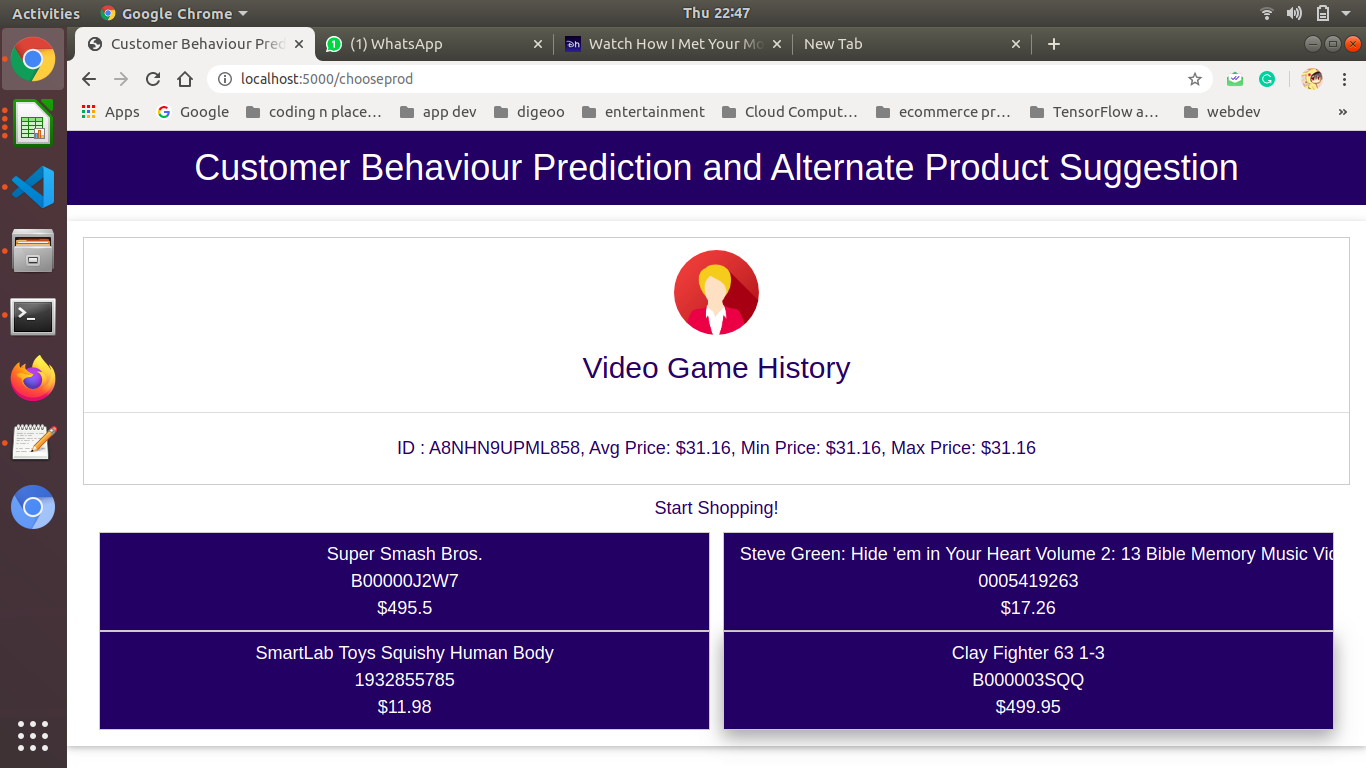 Activities
Google Chrome
Thu 22:47
Customer Behaviour Pred
(1) WhatsApp
Watch How I Met Your Mo
New Tab
localhost:5000/chooseprod
Apps
Google
coding n place...
app dev
digeoo
entertainment
Cloud Comput...
ecommerce pr...
TensorFlow a...
webdev
»
Customer Behaviour Prediction and Alternate Product Suggestion
Video Game History
ID : A8NHN9UPML858, Avg Price: $31.16, Min Price: $31.16, Max Price: $31.16
Start Shopping!
Super Smash Bros.
B00000J2W7
$495.5
Steve Green: Hide 'em in Your Heart Volume 2: 13 Bible Memory Music Vid
0005419263
$17.26
SmartLab Toys Squishy Human Body
1932855785
$11.98
Clay Fighter 63 1-3
B000003SQQ
$499.95